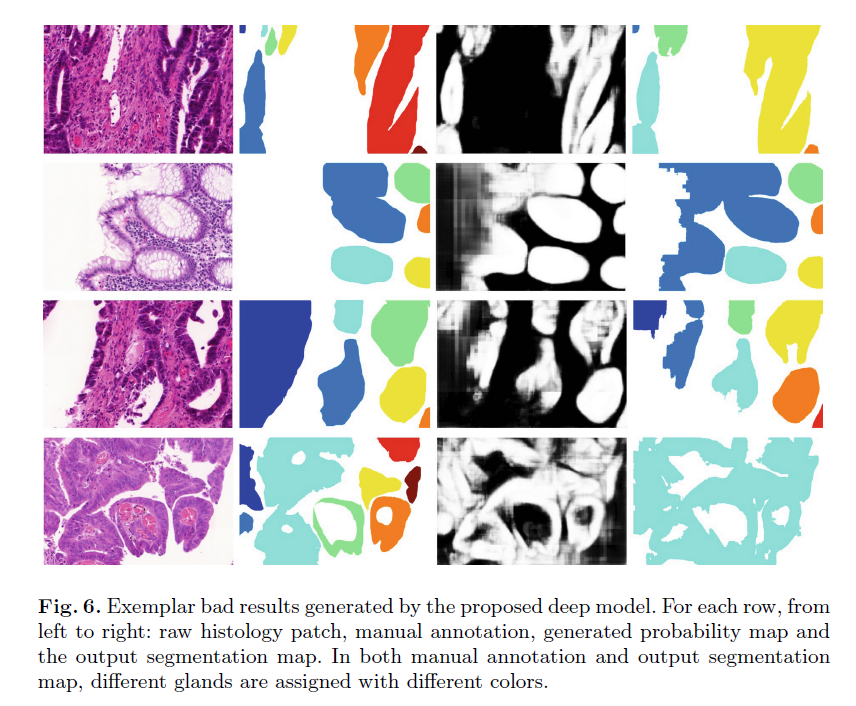 Fig. 6. Exemplar bad results generated by the proposed deep model. For each row, from
left to right: raw histology patch, manual annotation, generated probability map and
the output segmentation map. In both manual annotation and output segmentation
map, different glands are assigned with different colors.